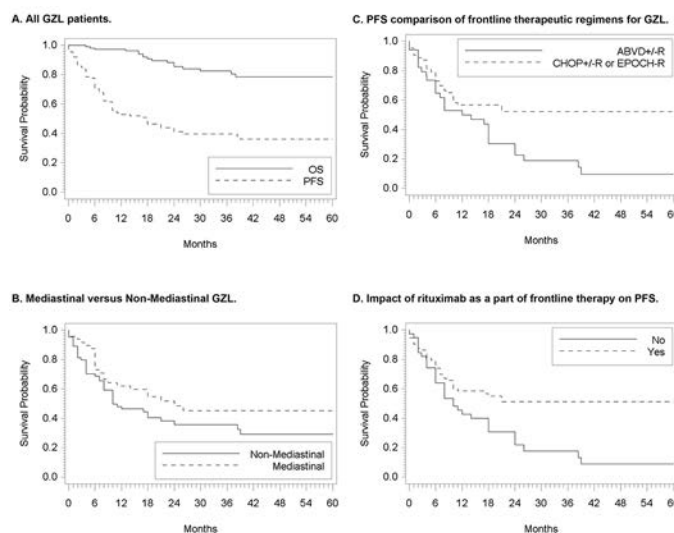 A. All GZL patients.
Survival Probability
1.0
0.8
0.6
0.4
0.2
0.0
OS
PFS
0 6 12 18 24 30 36 42 48 54 60
Months
B. Mediastinal versus Non-Mediastinal GZL.
Survival Probability
1.0
0.8
0.6
0.4
0.2
0.0
Non-Mediastinal
Mediastinal
0 6 12 18 24 30 36 42 48 54 60
Months
C. PFS comparison of frontline therapeutic regimens for GZL.
Survival Probability
1.0
0.8
0.6
0.4
0.2
0.0
ABVD+/-R
CHOP+/-R or EPOCH-R
0 6 12 18 24 30 36 42 48 54 60
Months
D. Impact of rituximab as a part of frontline therapy on PFS.
Survival Probability
1.0
0.8
0.6
0.4
0.2
0.0
No
Yes
0 6 12 18 24 30 36 42 48 54 60
Months